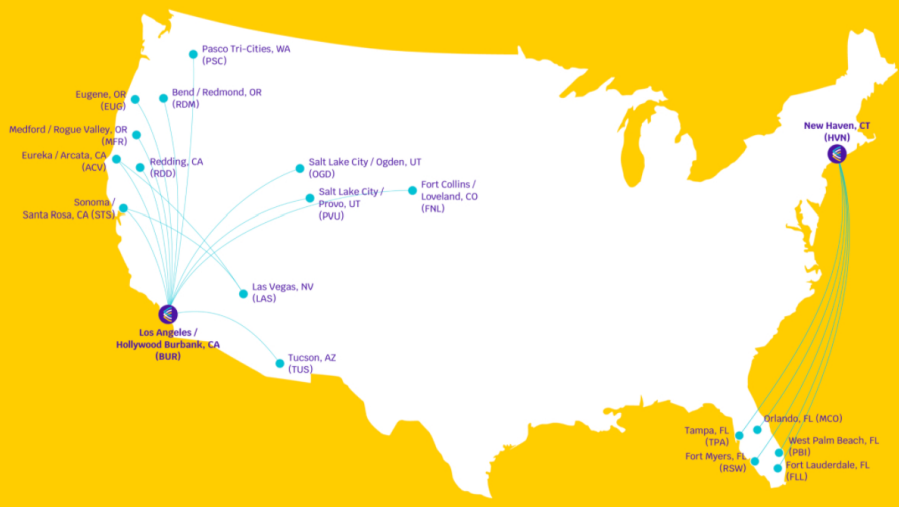 Pasco Tri-Cities, WA
(PSC)
Eugene, OR
(EUG)
Bend / Redmond, OR
(RDM)
Medford / Rogue Valley, OR
(MFR)
Eureka / Arcata, CA
(ACV)
Redding, CA
(RDD)
Sonoma /
Santa Rosa, CA (STS)
Salt Lake City / Ogden, UT
(OGD)
Salt Lake City /
Provo, UT
(PVU)
Fort Collins /
Loveland, CO
(FNL)
Las Vegas, NV
(LAS)
Los Angeles /
Hollywood Burbank, CA
(BUR)
Tucson, AZ
(TUS)
New Haven, CT
(HVN)
Orlando, FL (MCO)
Tampa, FL
(TPA)
West Palm Beach, FL
(PBI)
Fort Myers, FL
(RSW)
Fort Lauderdale, FL
(FLL)